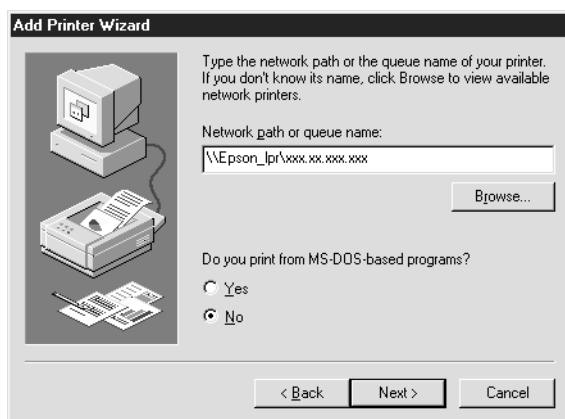 Add Printer Wizard
Type the network path or the queue name of your printer.
If you don't know its name, click Browse to view available
network printers.
Network path or queue name:
\\Epson_lpr\xxx.xx.xxx.xxx
Browse...
Do you print from MS-DOS-based programs?
Yes
No
< Back
Next >
Cancel